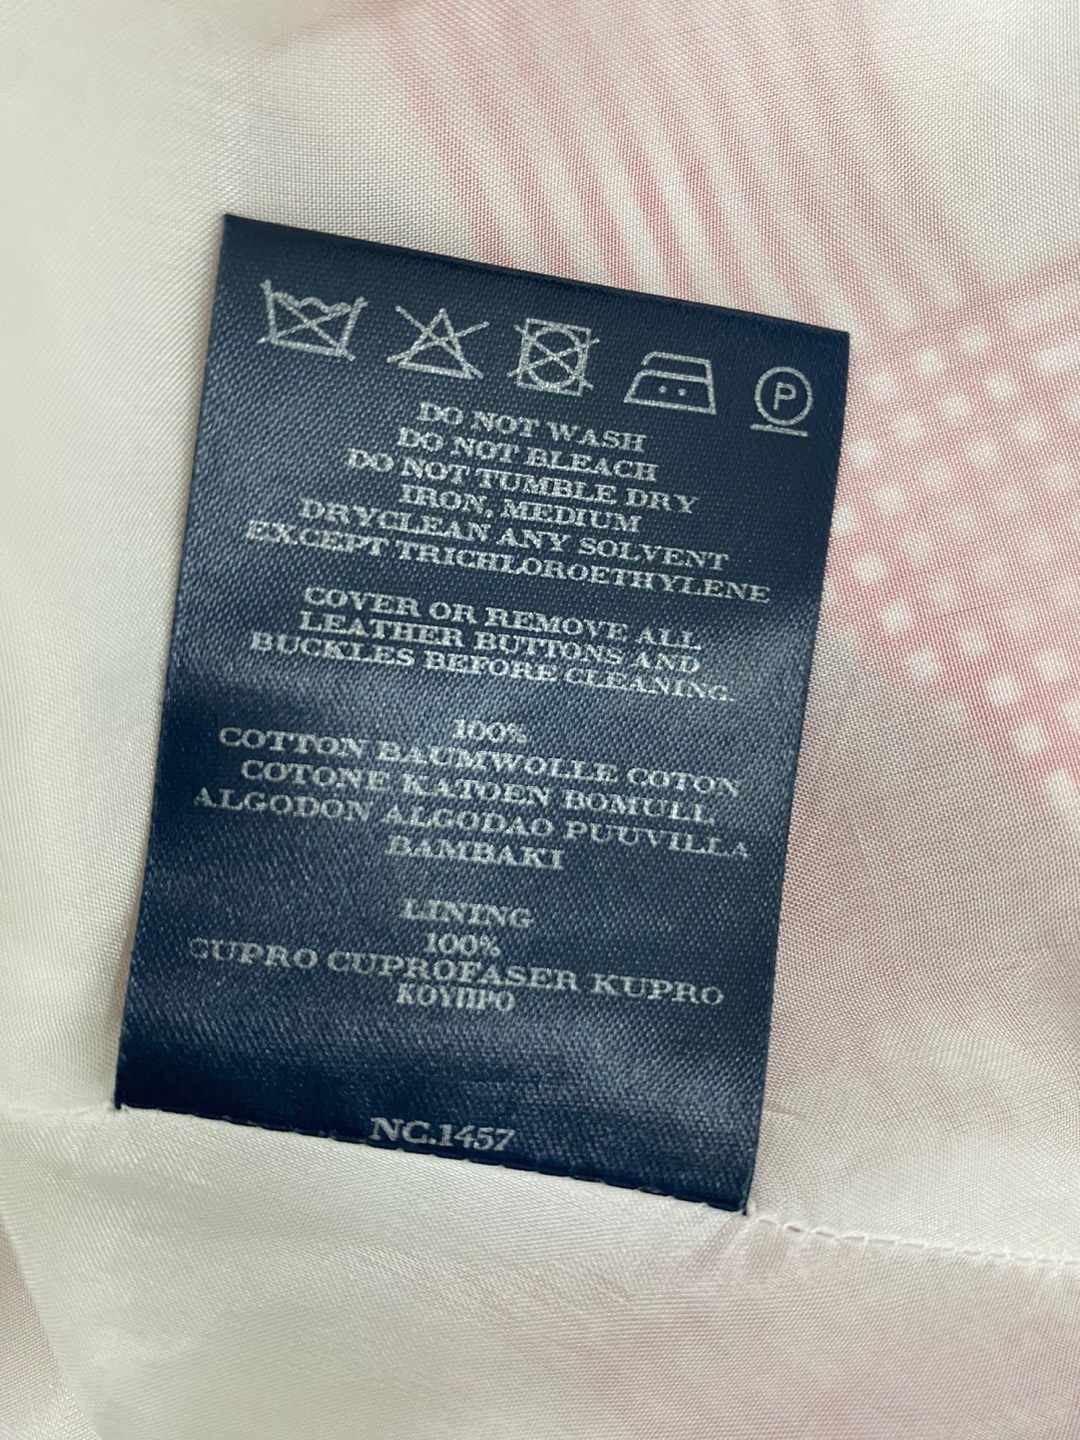 P
DO NOT WASH
DO NOT BLEACH
DO NOT TUMBLE DRY
IRON, MEDIUM
DRYCLEAN ANY SOLVENT
EXCEPT TRICHLOROETHYLENE
COVER OR REMOVE ALL
LEATHER BUTTONS AND
BUCKLES BEFORE CLEANING.
100%
COTTON BAUMWOLLE COTON
COTONE KATOEN BOMULL
ALGODON ALGODAO PUUVILLA
BAMBAKI
LINING
100%
CUPRO CUPROFASER KUPRO
ΚΟΥΠΡΟ
NC.1457